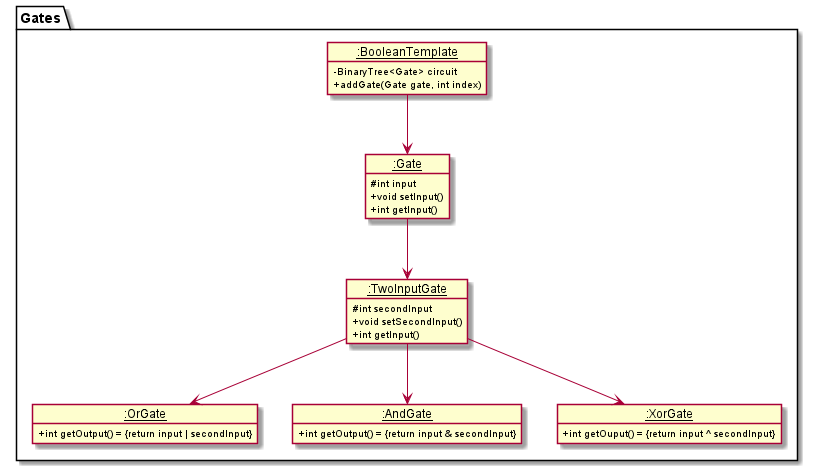 Gates
:BooleanTemplate
-BinaryTree<Gate> circuit
+addGate(Gate gate, int index)
:Gate
#int input
+void setInput()
+int getInput()
:TwoInputGate
#int secondInput
+void setSecondInput()
+int getInput()
:OrGate
+int getOutput() = {return input | secondInput}
:AndGate
+int getOutput() = {return input & secondInput}
:XorGate
+int getOuput() = {return input ^ secondInput}